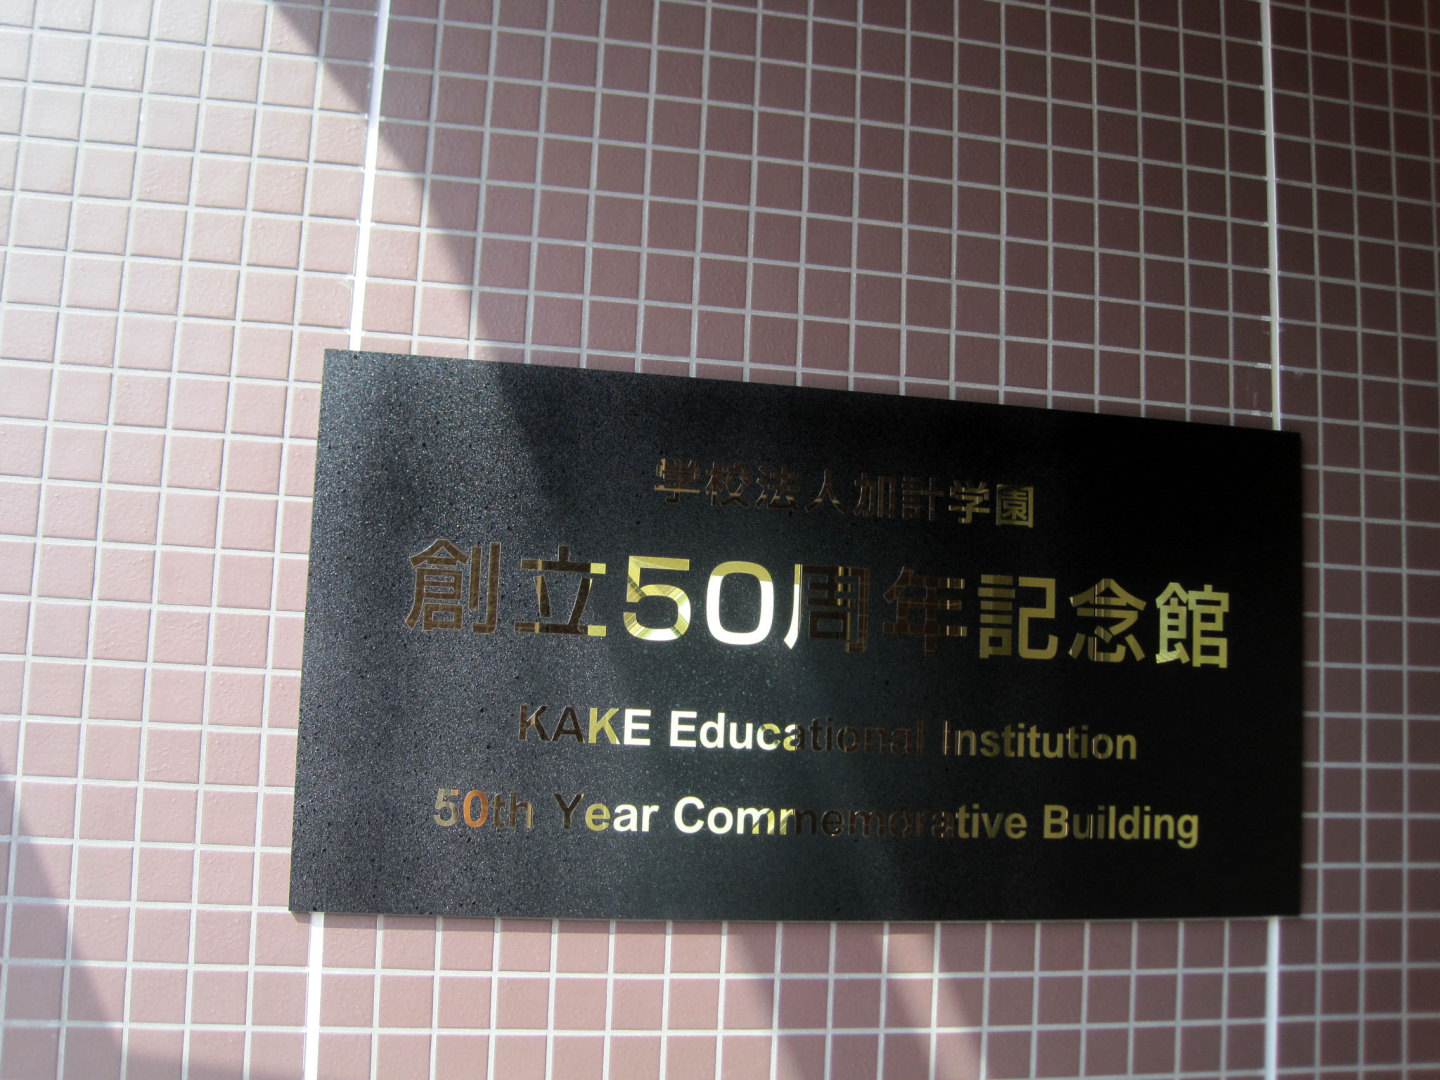 学校法人加計学園
創立50周年記念館
KAKE Educational Institution
50th Year Commemorative Building